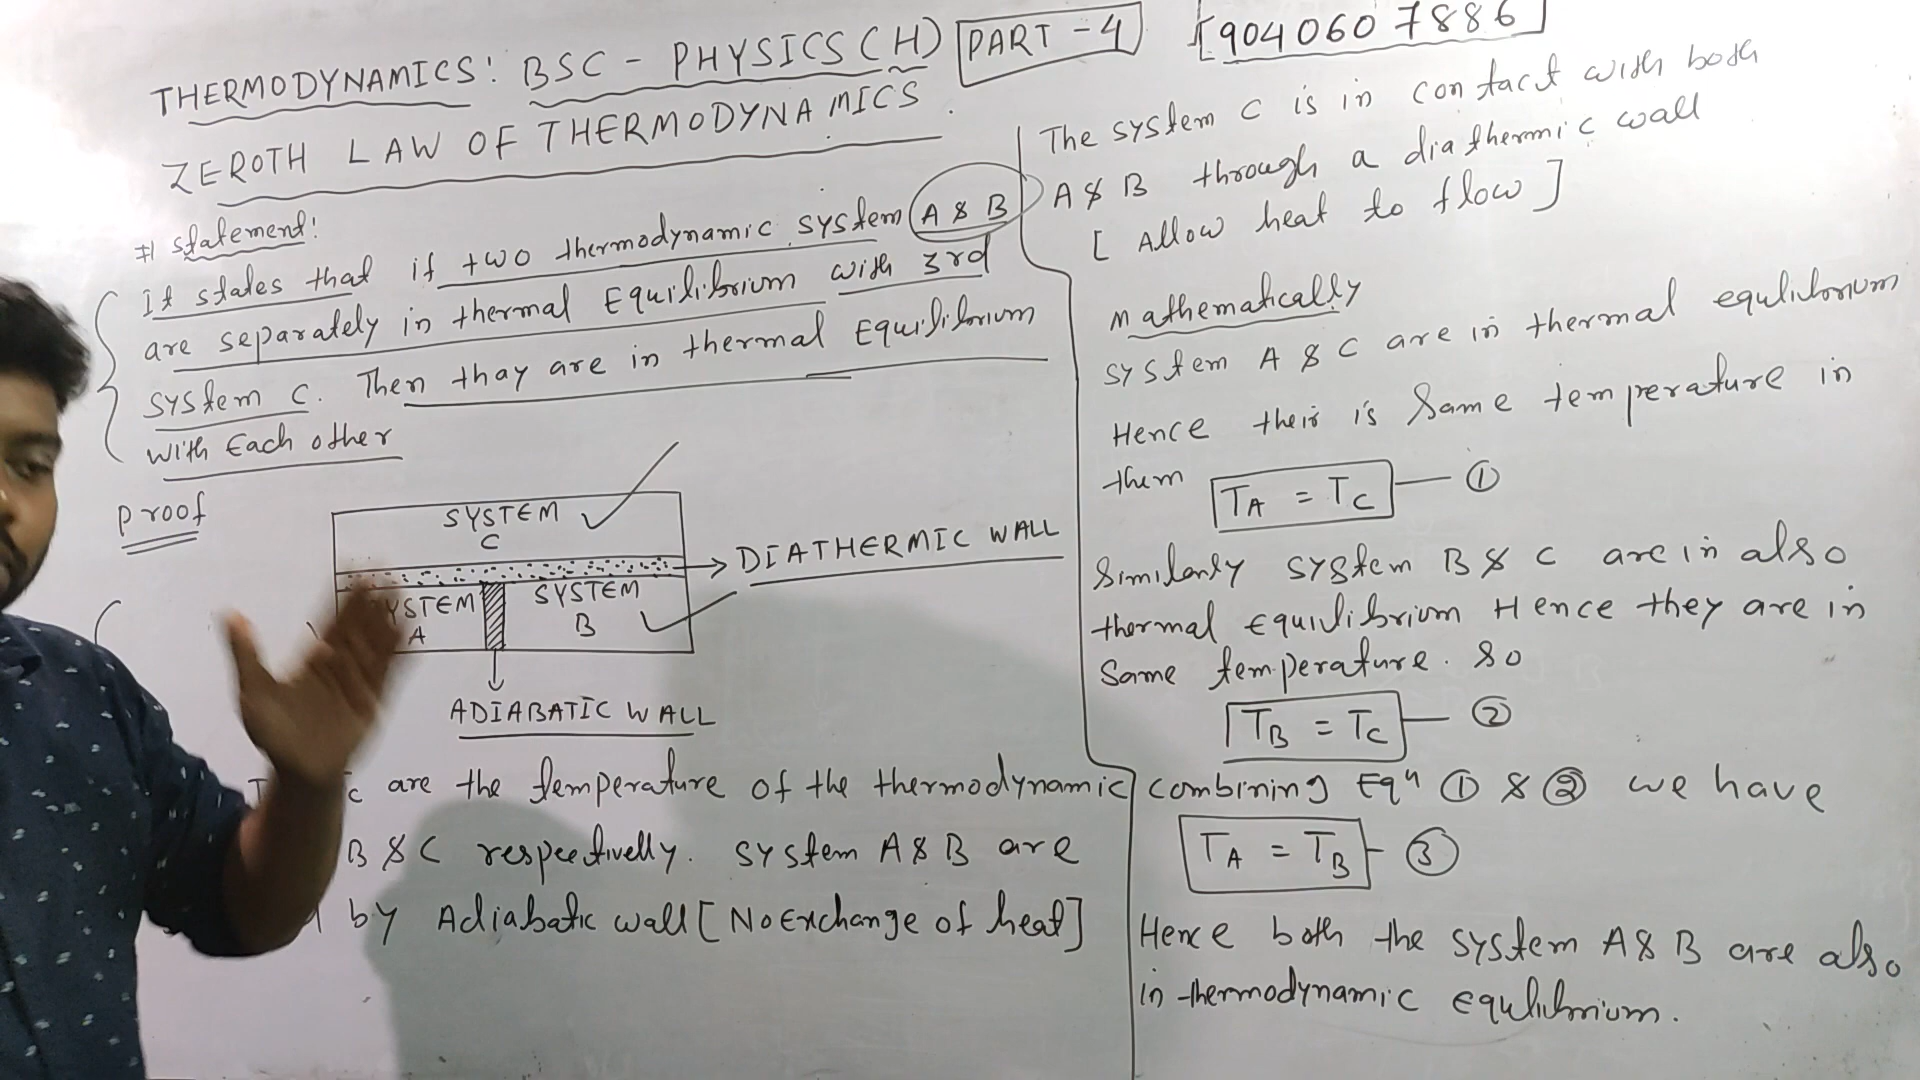 THERMODYNAMICS: BSC - PHYSICS (H) PART - 4
[9040607886]
ZEROTH LAW OF THERMODYNAMICS.
# statement:
It states that if two thermodynamic system A & B
are separately in thermal Equilibrium with 3rd
system C. Then thay are in thermal Equilibrium
with Each other
Proof
SYSTEM
C
DIATHERMIC WALL
SYSTEM
A
SYSTEM
B
ADIABATIC WALL
are the temperature of the thermodynamic
B & C respectivelly. system A & B are
by Adiabatic wall [No Exchange of heat]
The system C is in contact with both
A & B through a diathermic wall
[ Allow heat to flow ]
Mathematically
system A & C are in thermal equlibrium
Hence their is Same temperature in
them TA = TC — ①
Similarly system B & C are in also
thermal Equilibrium Hence they are in
Same temperature. so
TB = TC — ②
combining Eqn ① & ② we have
TA = TB - ③
Hence both the system A & B are also
in thermodynamic Equlibrium.